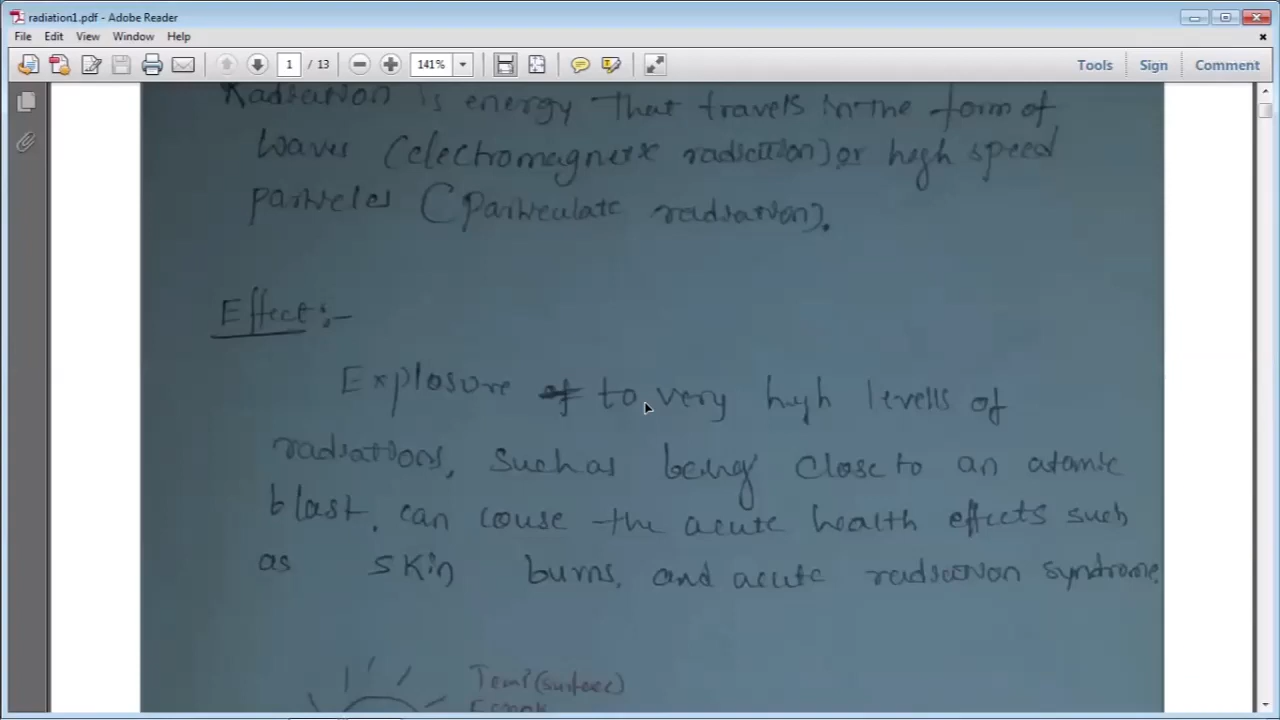 radiation1.pdf - Adobe Reader
File Edit View Window Help
1 / 13 141% Tools Sign Comment
Radiation is energy that travels in the form of
waves (electromagnetic radiation) or high speed
particles (particulate radiation).
Effect:-
Explosure of to very high levells of
radiations, such as being close to an atomic
blast, can couse the acute health effects such
as skin burns, and acute radiation syndrome.
Temp (surface)